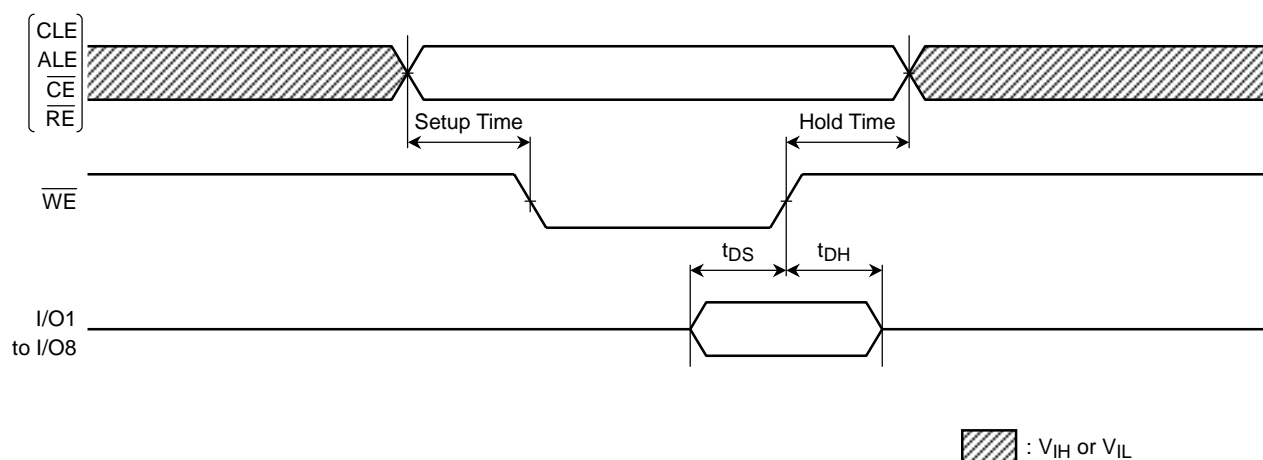 CLE
ALE
CE
RE
Setup Time
Hold Time
WE
tDS
tDH
I/O1
to I/O8
: VIH or VIL